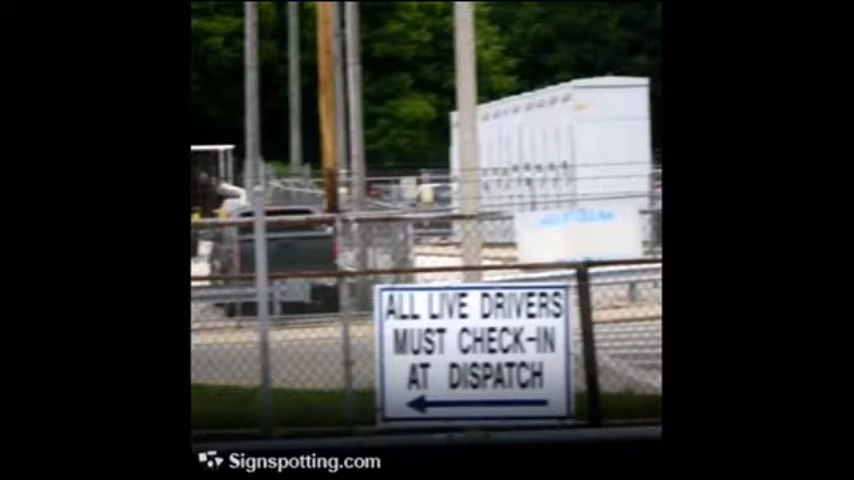 ALL LIVE DRIVERS
MUST CHECK-IN
AT DISPATCH
Signspotting.com